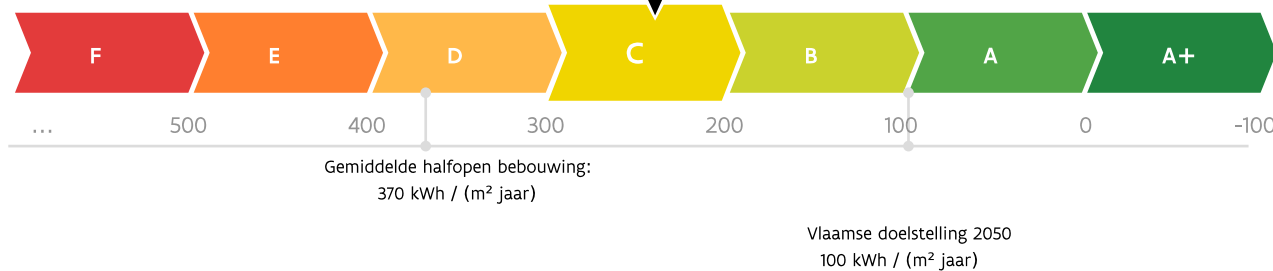 F E D C B A A+
... 500 400 300 200 100 0 -100
Gemiddelde halfopen bebouwing:
370 kWh / (m² jaar)
Vlaamse doelstelling 2050
100 kWh / (m² jaar)